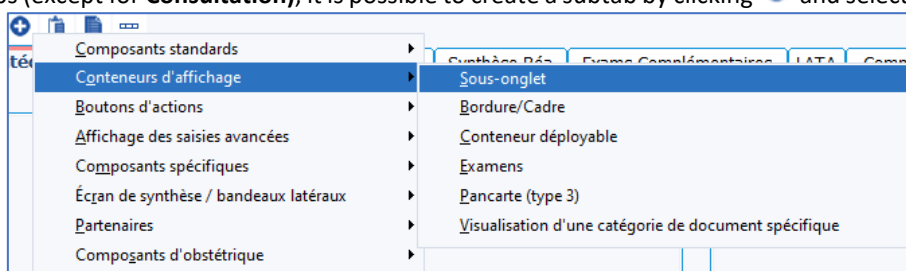 (except for Consultation), it is possible to create a subtab by clicking and
Composants standards
Synthèse Réa Exams Complémentaires LATA
Conteneurs d'affichage
Sous-onglet
Boutons d'actions
Bordure/Cadre
Affichage des saisies avancées
Conteneur déployable
Composants spécifiques
Examens
Écran de synthèse / bandeaux latéraux
Pancarte (type 3)
Partenaires
Visualisation d'une catégorie de document spécifique
Composants d'obstétrique